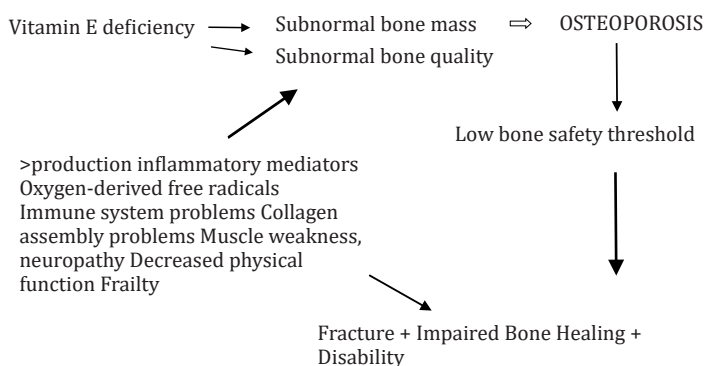 Vitamin E deficiency
Subnormal bone mass
OSTEOPOROSIS
Subnormal bone quality
Low bone safety threshold
>production inflammatory mediators
Oxygen-derived free radicals
Immune system problems Collagen
assembly problems Muscle weakness,
neuropathy Decreased physical
function Frailty
Fracture + Impaired Bone Healing +
Disability